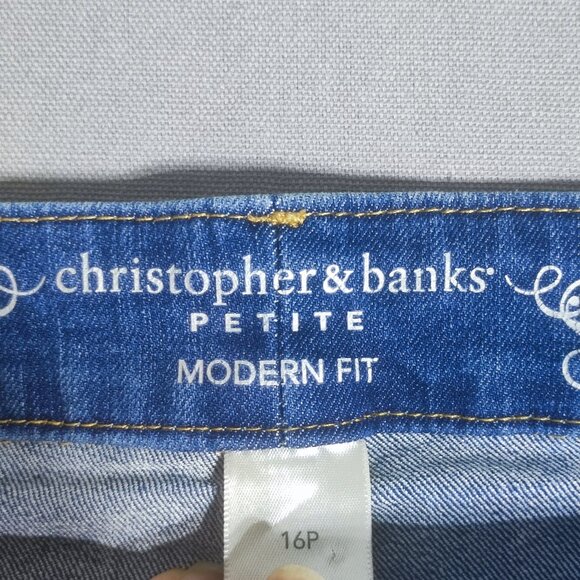 christopher & banks®
PETITE
MODERN FIT
16P